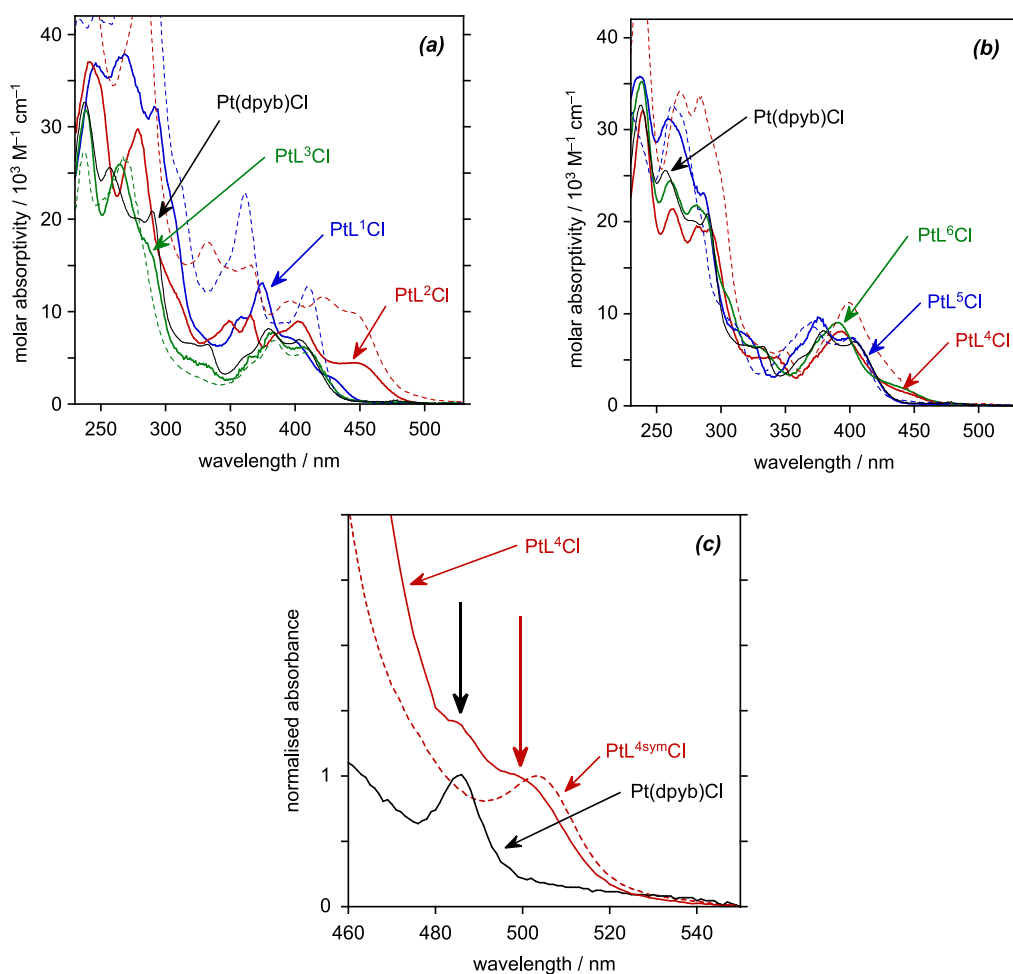 (a)
molar absorptivity / 10³ M⁻¹ cm⁻¹
40
30
20
10
0
Pt(dpyb)Cl
PtL³Cl
PtL¹Cl
PtL²Cl
250 300 350 400 450 500
wavelength / nm
(b)
molar absorptivity / 10³ M⁻¹ cm⁻¹
40
30
20
10
0
Pt(dpyb)Cl
PtL⁶Cl
PtL⁵Cl
PtL⁴Cl
250 300 350 400 450 500
wavelength / nm
(c)
normalised absorbance
1
0
PtL⁴Cl
PtL⁴ˢʸᵐCl
Pt(dpyb)Cl
460 480 500 520 540
wavelength / nm